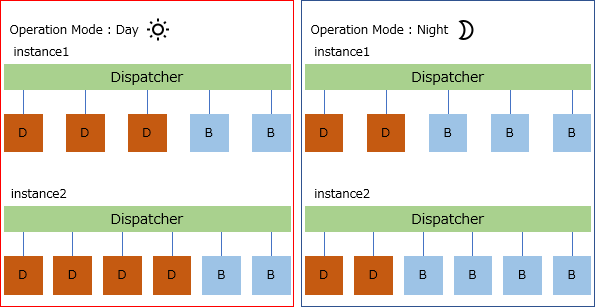 Operation Mode : Day
instance1
Dispatcher
D D D B B
instance2
Dispatcher
D D D D B B
Operation Mode : Night
instance1
Dispatcher
D D B B B
instance2
Dispatcher
D D B B B B